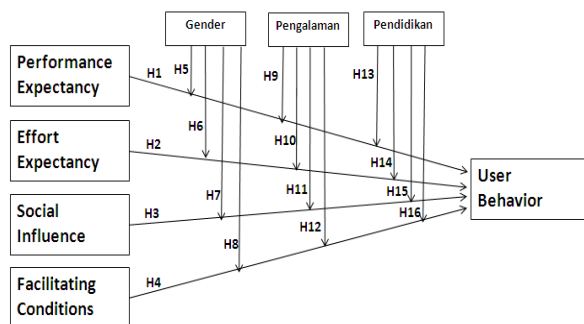 Gender
Pengalaman
Pendidikan
Performance
Expectancy
H1
H5
H9
H13
Effort
Expectancy
H2
H6
H10
H14
User
Behavior
Social
Influence
H3
H7
H11
H15
H8
H12
H16
Facilitating
Conditions
H4